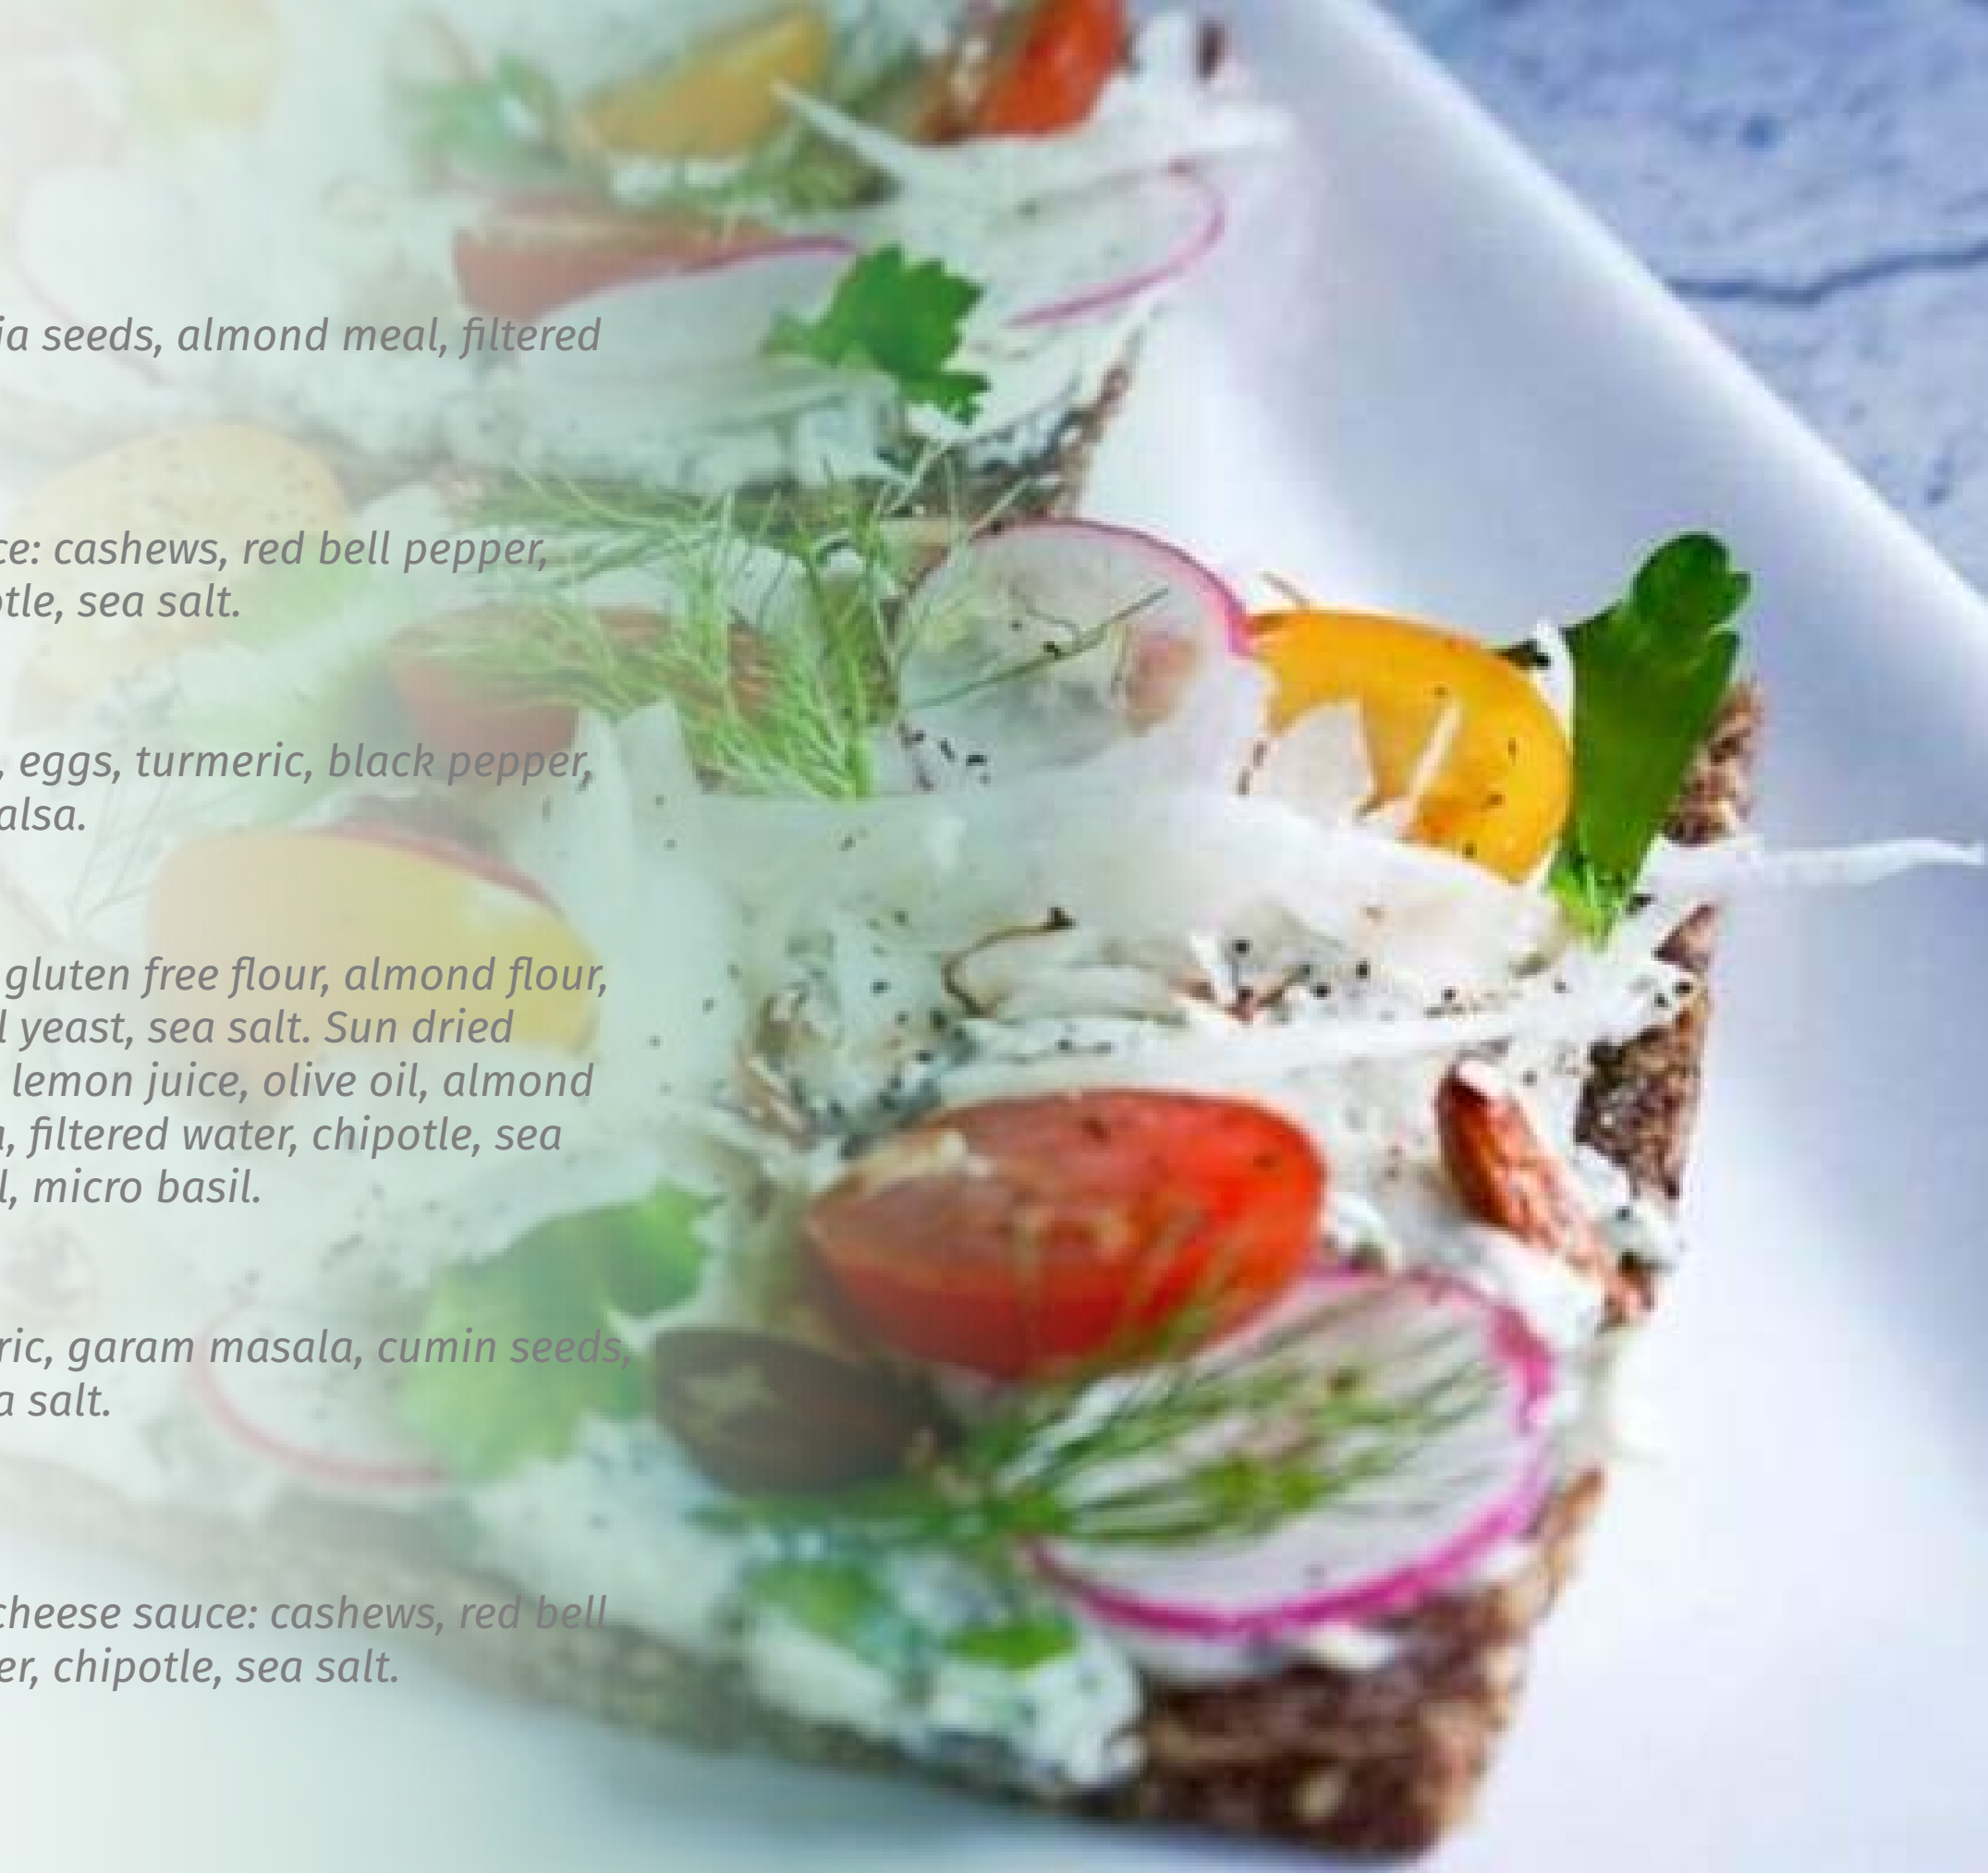 ia seeds, almond meal, filtered
ce: cashews, red bell pepper,
otle, sea salt.
, eggs, turmeric, black pepper,
alsa.
gluten free flour, almond flour,
l yeast, sea salt. Sun dried
lemon juice, olive oil, almond
, filtered water, chipotle, sea
l, micro basil.
ric, garam masala, cumin seeds,
a salt.
cheese sauce: cashews, red bell
er, chipotle, sea salt.